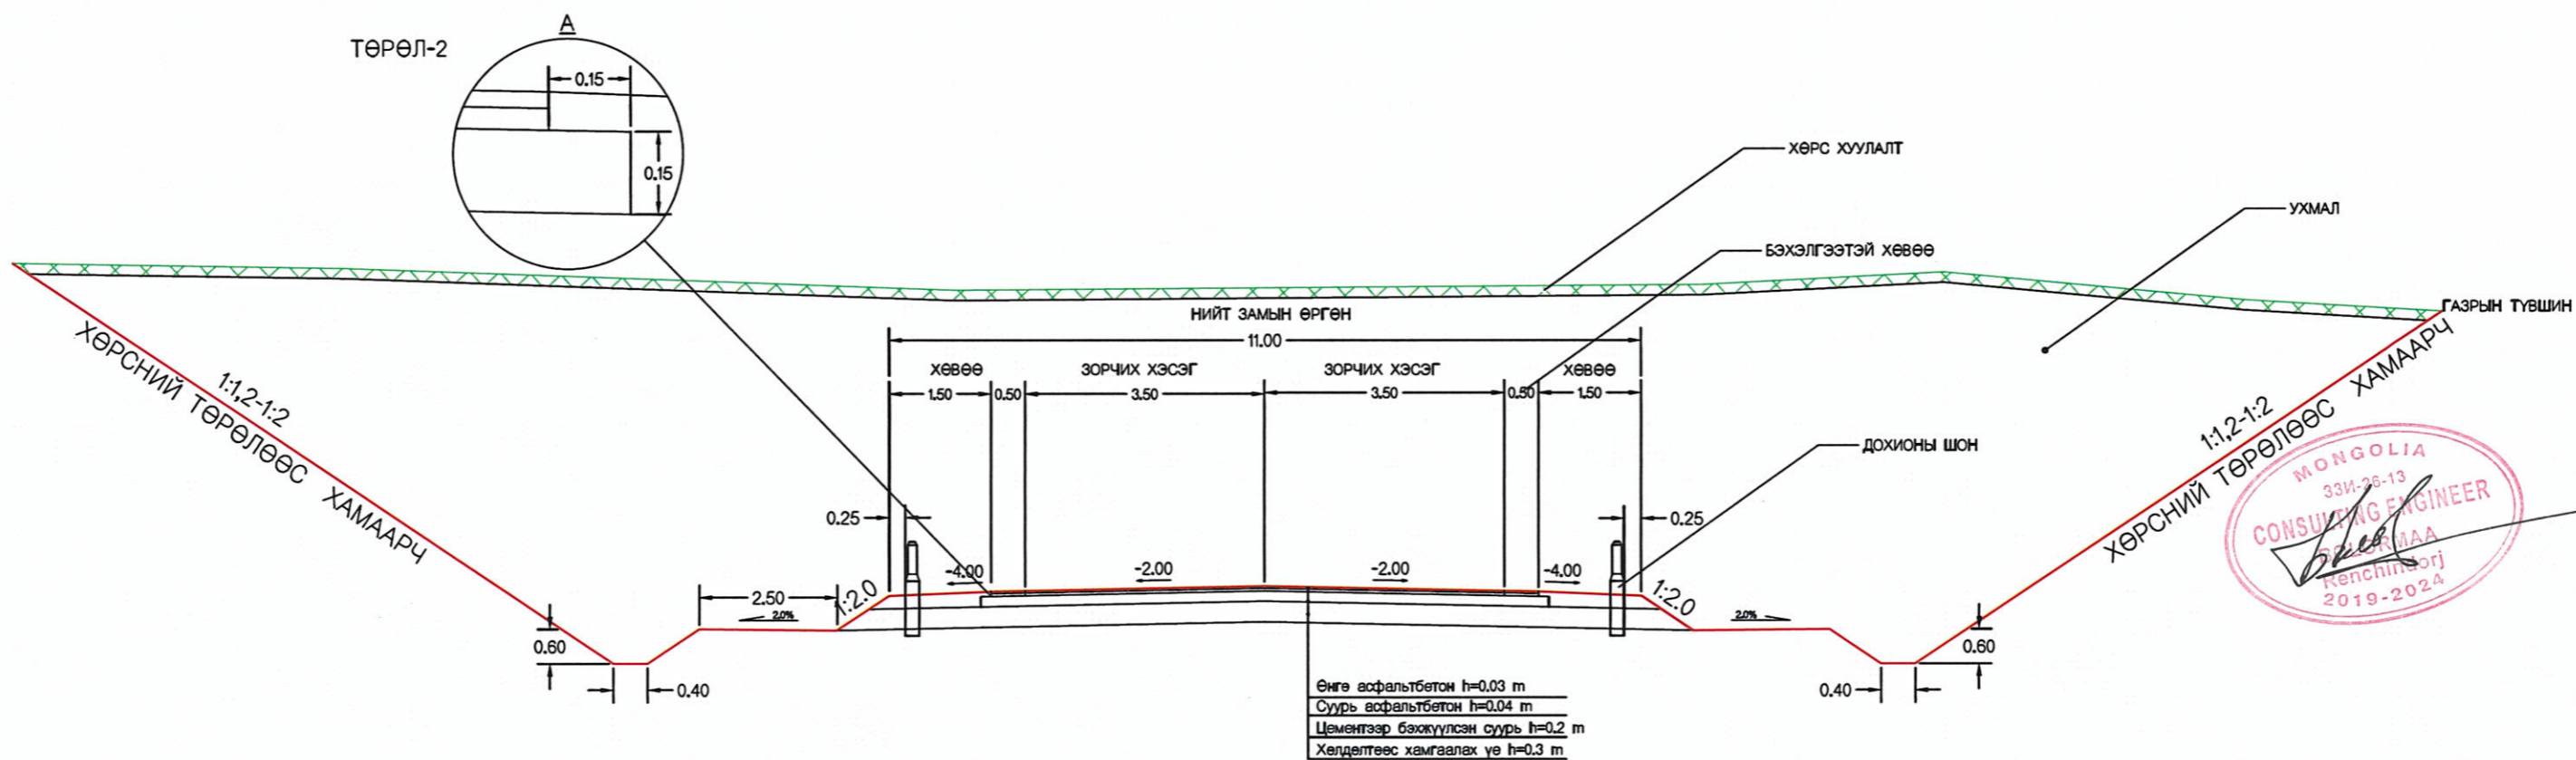 А
ТӨРӨЛ-2
0.15
0.15
ХӨРС ХУУЛАЛТ
УХМАЛ
БЭХЭЛГЭЭТЭЙ ХӨВӨӨ
ГАЗРЫН ТҮВШИН
НИЙТ ЗАМЫН ӨРГӨН
11.00
ХӨВӨӨ ЗОРЧИХ ХЭСЭГ ЗОРЧИХ ХЭСЭГ ХӨВӨӨ
1.50 0.50 3.50 3.50 0.50 1.50
1:1,2-1:2
ХӨРСНИЙ ТӨРӨЛӨӨС ХАМААРЧ
1:1,2-1:2
ХӨРСНИЙ ТӨРӨЛӨӨС ХАМААРЧ
ДОХИОНЫ ШОН
0.25 0.25
-4.00 -2.00 -2.00 -4.00
2.50 1:2.0 1:2.0
2.0% 2.0%
0.60 0.60
0.40 0.40
Өнгө асфальтбетон h=0.03 m
Суурь асфальтбетон h=0.04 m
Цементээр бэхжүүлсэн суурь h=0.2 m
Хөлдөлтөөс хамгаалах үе h=0.3 m
MONGOLIA
ЗЗИ-26-13
CONSULTING ENGINEER
BOLORMAA
Renchindorj
2019-2024